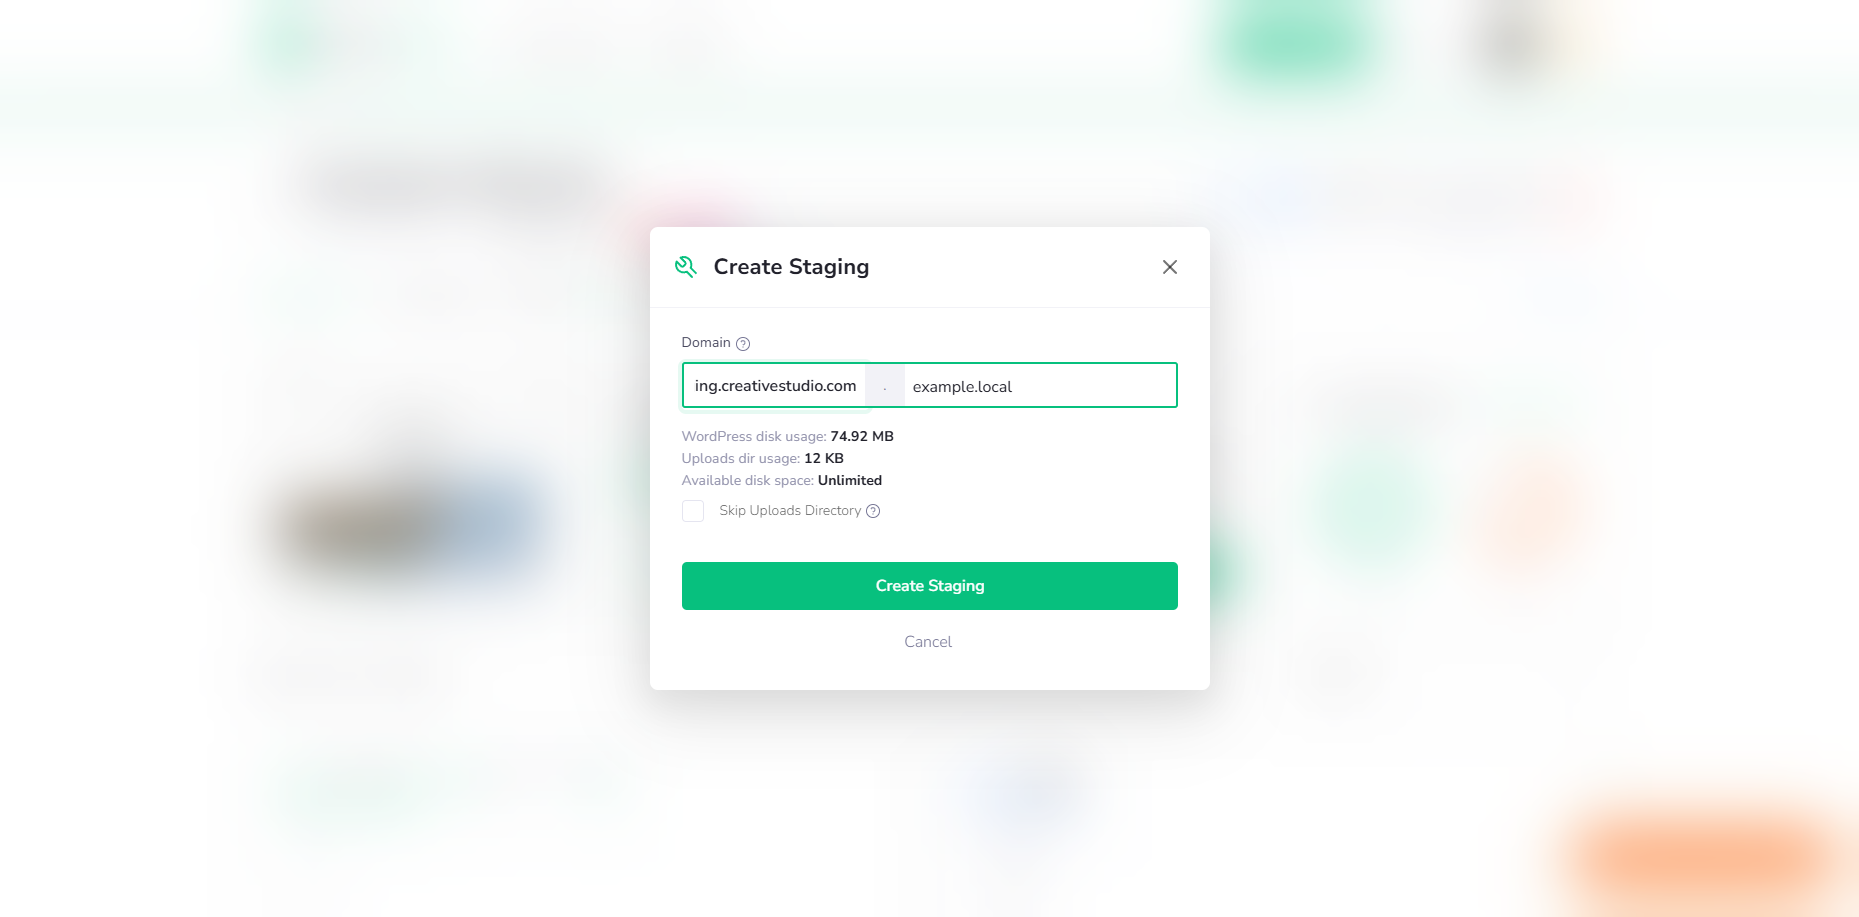 Create Staging
Domain
ing.creativestudio.com . example.local
WordPress disk usage: 74.92 MB
Uploads dir usage: 12 KB
Available disk space: Unlimited
Skip Uploads Directory
Create Staging
Cancel